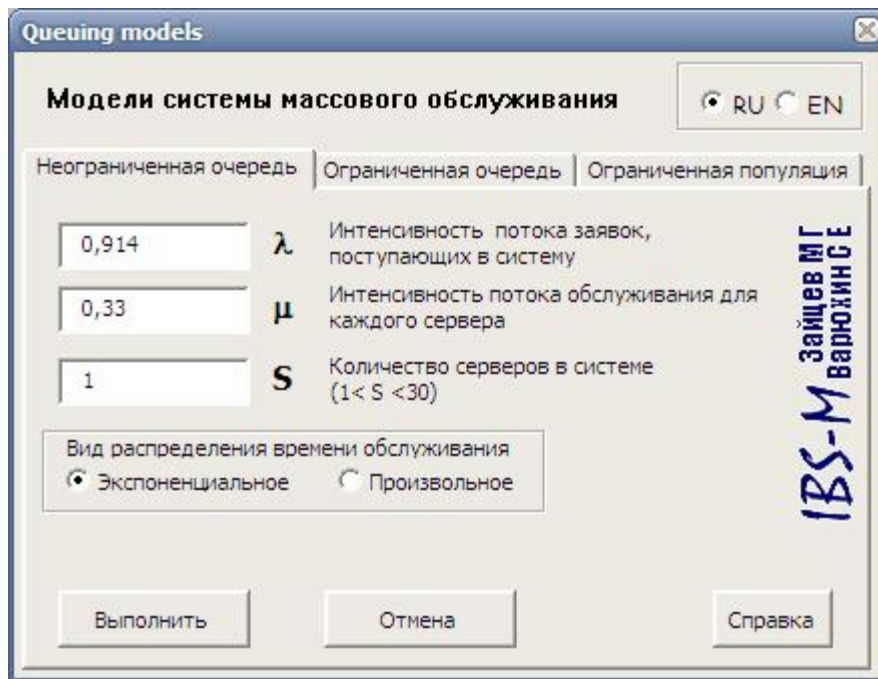 Queuing models
Модели системы массового обслуживания
RU EN
Неограниченная очередь Ограниченная очередь Ограниченная популяция
0,914 λ Интенсивность потока заявок,
поступающих в систему
0,33 μ Интенсивность потока обслуживания для
каждого сервера
1 S Количество серверов в системе
(1< S <30)
Вид распределения времени обслуживания
Экспоненциальное Произвольное
IBS-M Зайцев МГ
Варюхин СЕ
Выполнить Отмена Справка